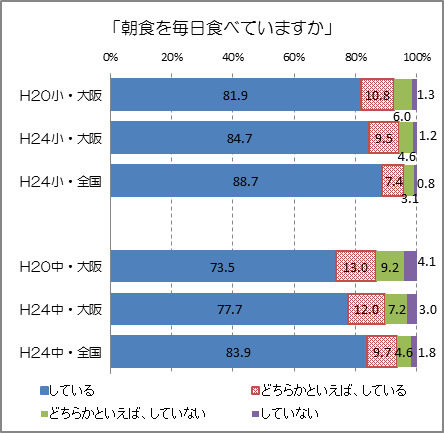 「朝食を毎日食べていますか」
0% 20% 40% 60% 80% 100%
H20小・大阪 81.9 10.8 6.0 1.3
H24小・大阪 84.7 9.5 4.6 1.2
H24小・全国 88.7 7.4 3.1 0.8
H20中・大阪 73.5 13.0 9.2 4.1
H24中・大阪 77.7 12.0 7.2 3.0
H24中・全国 83.9 9.7 4.6 1.8
している どちらかといえば、している
どちらかといえば、していない していない